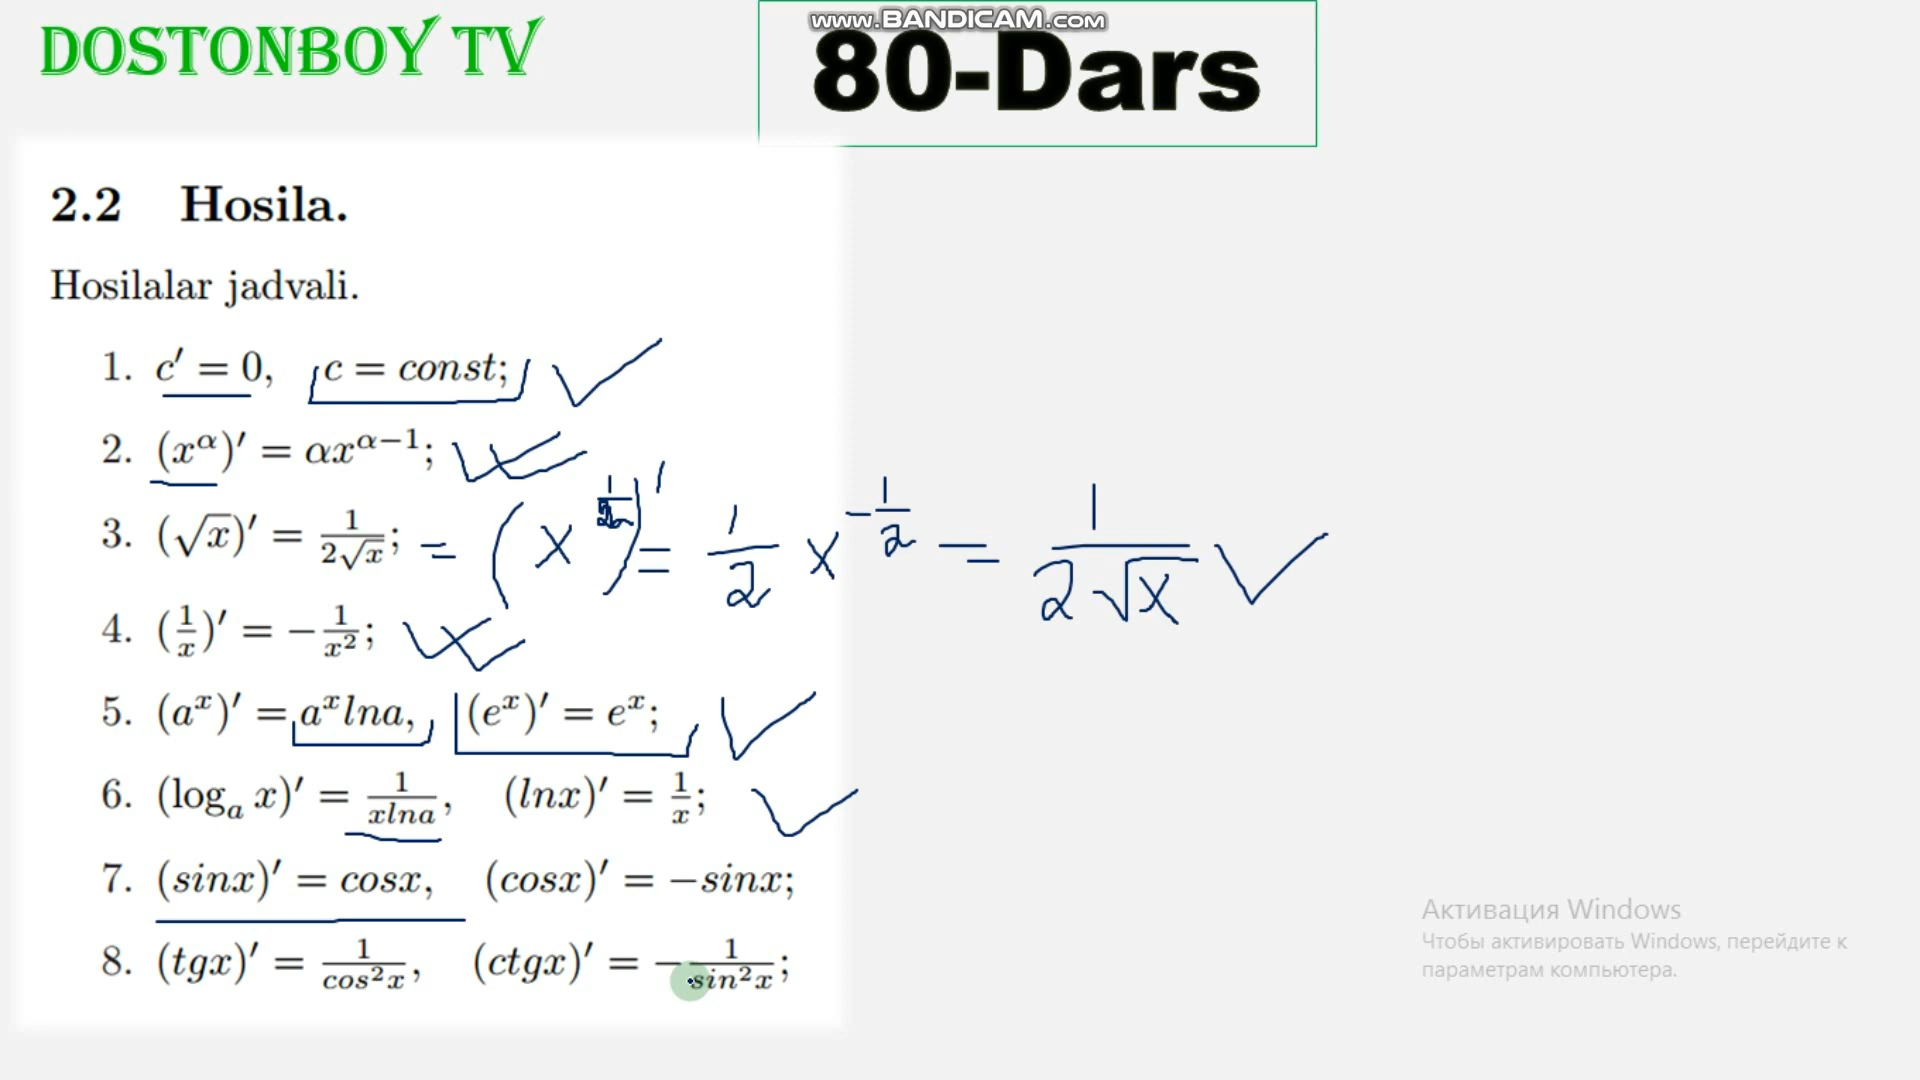 www.BANDICAM.com
DOSTONBOY TV
80-Dars
2.2 Hosila.
Hosilalar jadvali.
1. c′ = 0, c = const;
2. (x^α)′ = αx^{α−1};
3. (√x)′ = 1/(2√x); = (x^{1/2})′ = 1/2 x^{-1/2} = 1/(2√x)
4. (1/x)′ = −1/x²;
5. (a^x)′ = a^x lna, (e^x)′ = e^x;
6. (log_a x)′ = 1/(xlna), (lnx)′ = 1/x;
7. (sinx)′ = cosx, (cosx)′ = −sinx;
8. (tgx)′ = 1/(cos²x), (ctgx)′ = −1/(sin²x);
Активация Windows
Чтобы активировать Windows, перейдите к
параметрам компьютера.